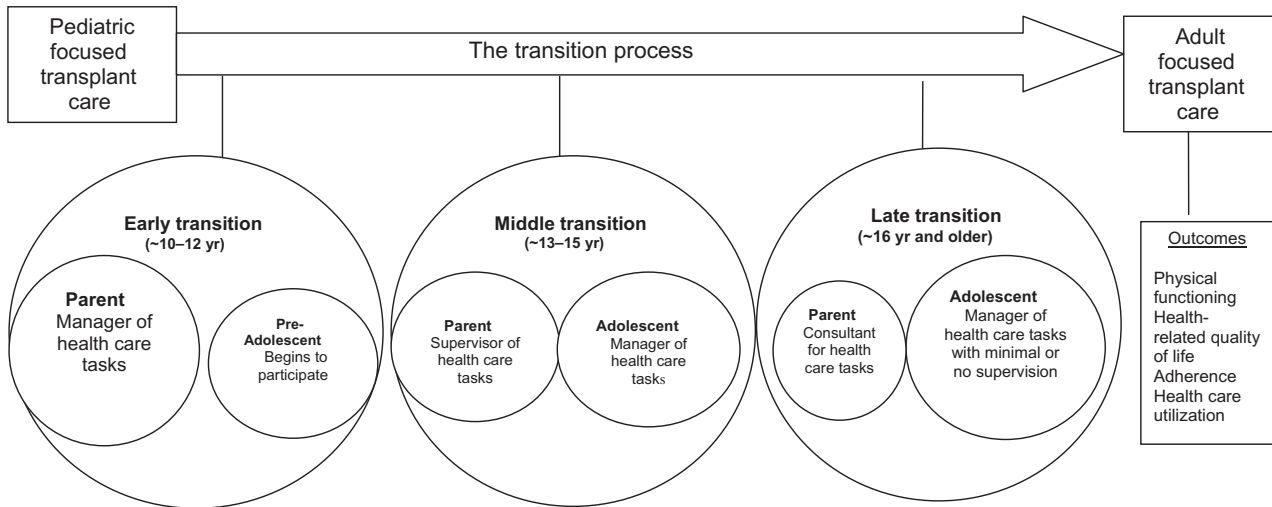 Pediatric
focused
transplant
care
The transition process
Adult
focused
transplant
care
Early transition
(~10–12 yr)
Parent
Manager of
health care
tasks
Pre-
Adolescent
Begins to
participate
Middle transition
(~13–15 yr)
Parent
Supervisor of
health care
tasks
Adolescent
Manager of
health care
tasks
Late transition
(~16 yr and older)
Parent
Consultant
for health
care tasks
Adolescent
Manager of
health care tasks
with minimal or
no supervision
Outcomes
Physical
functioning
Health-
related quality
of life
Adherence
Health care
utilization